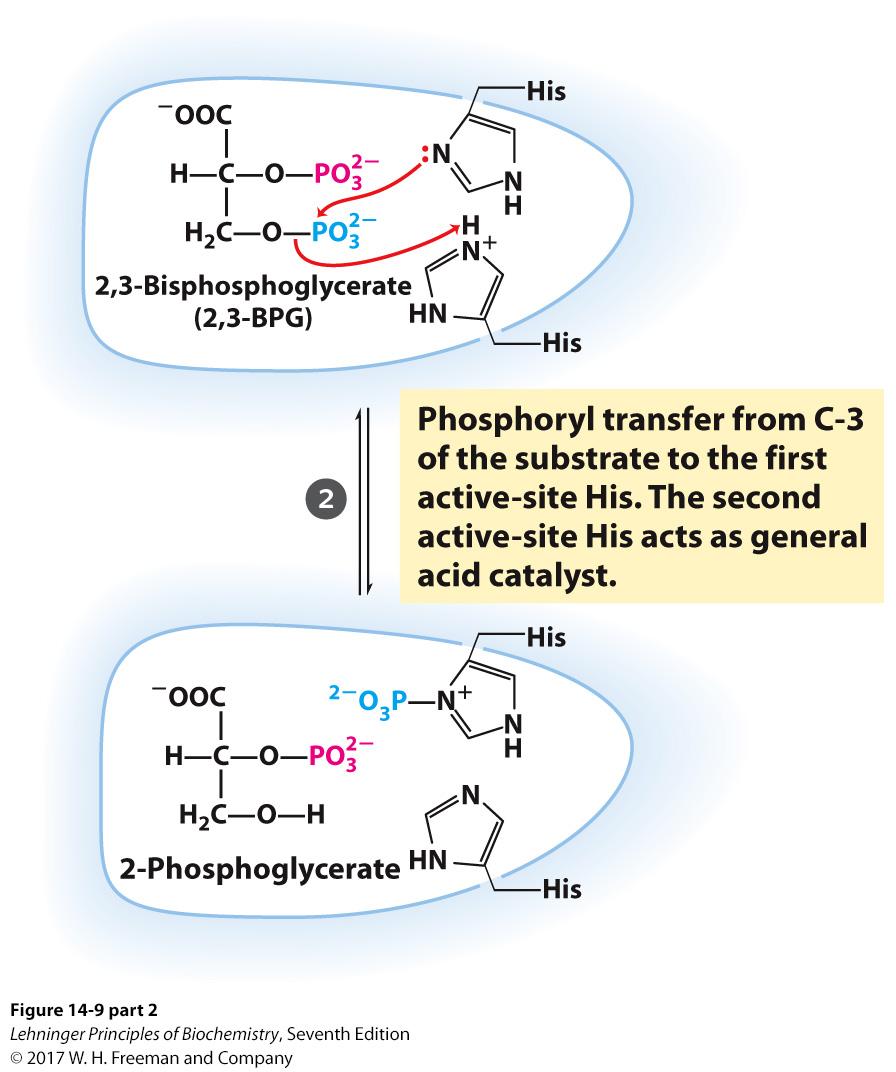 His
⁻OOC
:N
H—C—O—PO₃²⁻
N
H
H
H₂C—O—PO₃²⁻
N⁺
2,3-Bisphosphoglycerate
(2,3-BPG)
HN
His
Phosphoryl transfer from C-3
of the substrate to the first
2
active-site His. The second
active-site His acts as general
acid catalyst.
His
⁻OOC
²⁻O₃P—N⁺
N
H
H—C—O—PO₃²⁻
N
H₂C—O—H
2-Phosphoglycerate
HN
His
Figure 14-9 part 2
Lehninger Principles of Biochemistry, Seventh Edition
© 2017 W. H. Freeman and Company